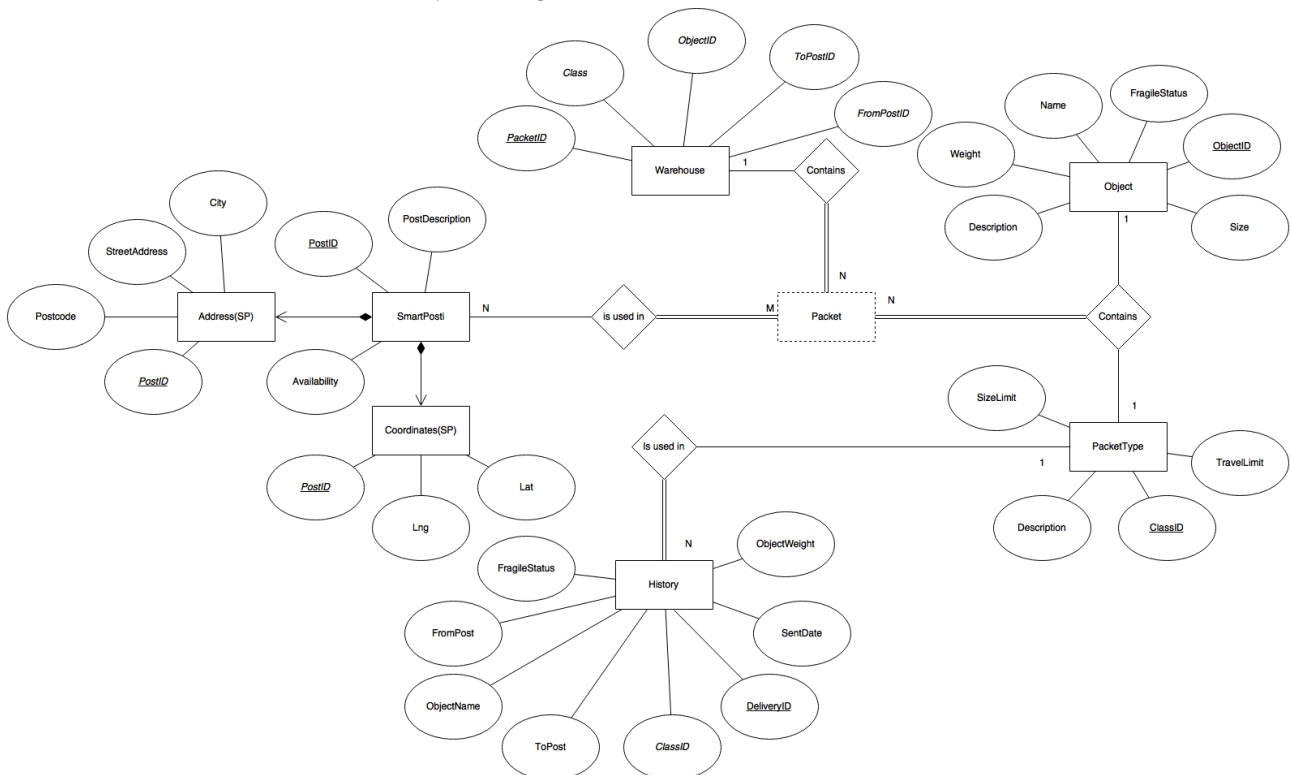 ObjectID
ToPostID
Class
FragileStatus
Name
FromPostID
PacketID
ObjectID
Weight
Warehouse
1
Contains
Object
City
PostDescription
1
Description
Size
PostID
StreetAddress
N
Postcode
Address(SP)
SmartPosti
N
is used in
M
Packet
N
Contains
PostID
Availability
SizeLimit
1
Coordinates(SP)
Is used in
PacketType
1
TravelLimit
PostID
Lat
Lng
Description
ClassID
N
ObjectWeight
FragileStatus
History
FromPost
SentDate
ObjectName
DeliveryID
ToPost
ClassID